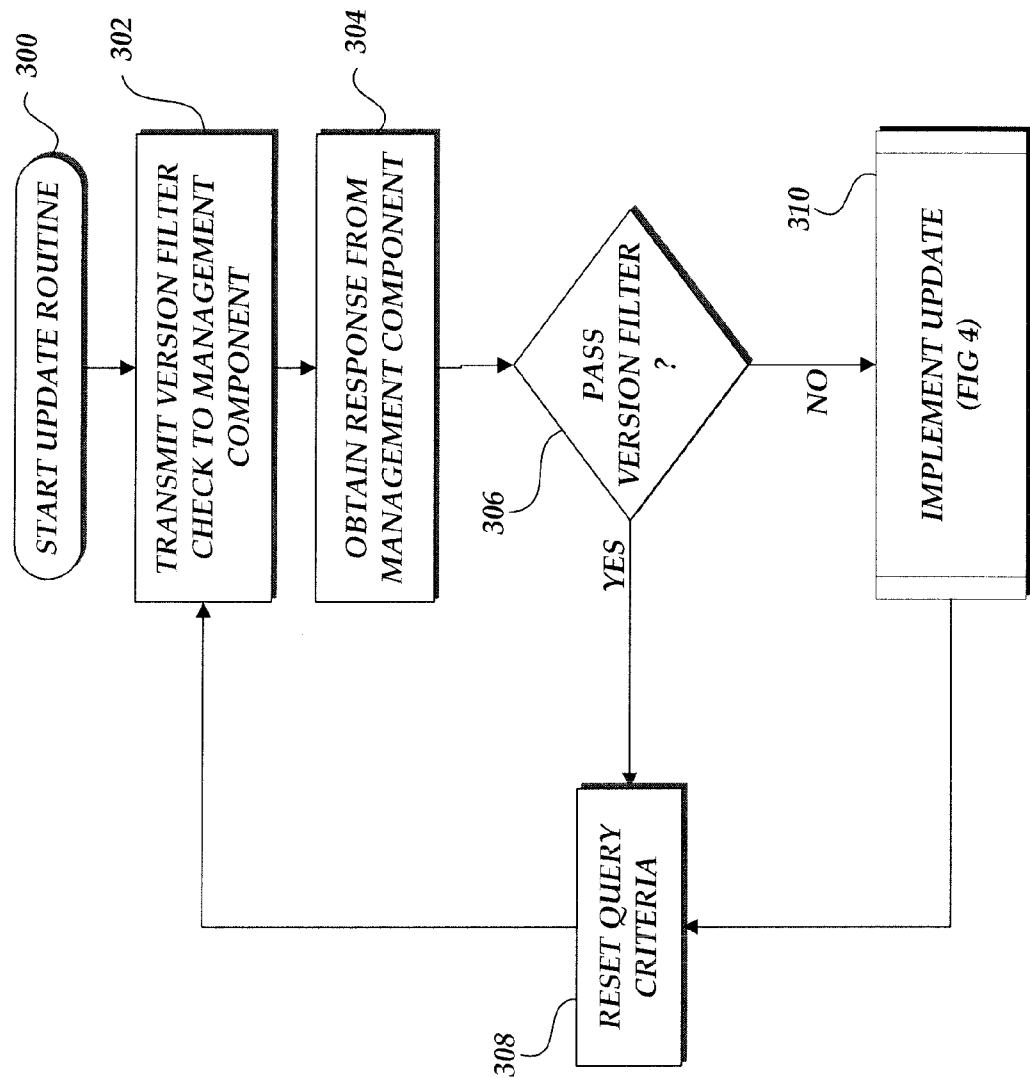 300
START UPDATE ROUTINE
302
TRANSMIT VERSION FILTER
CHECK TO MANAGEMENT
COMPONENT
304
OBTAIN RESPONSE FROM
MANAGEMENT COMPONENT
306
PASS
VERSION FILTER
?
YES
NO
308
RESET QUERY
CRITERIA
310
IMPLEMENT UPDATE
(FIG 4)